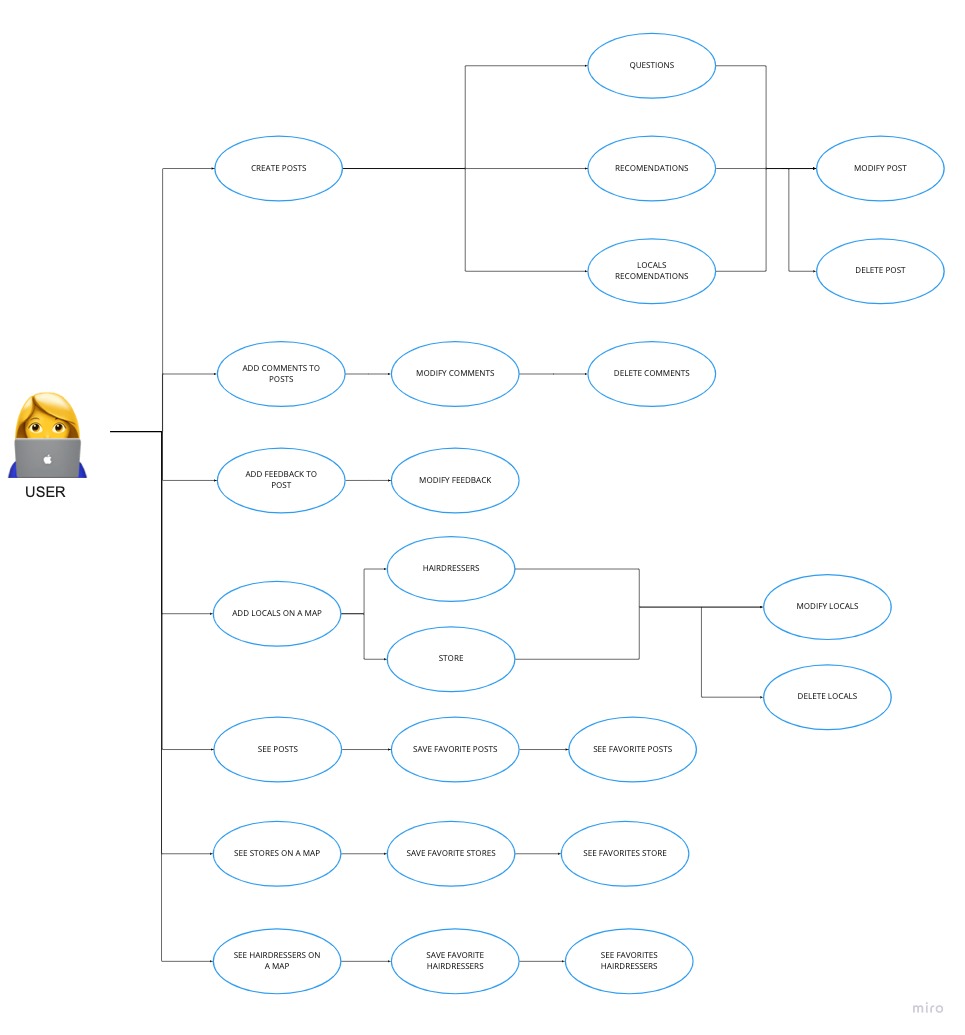 QUESTIONS
CREATE POSTS
RECOMENDATIONS
MODIFY POST
LOCALS
RECOMENDATIONS
DELETE POST
ADD COMMENTS TO
POSTS
MODIFY COMMENTS
DELETE COMMENTS
USER
ADD FEEDBACK TO
POST
MODIFY FEEDBACK
HAIRDRESSERS
ADD LOCALS ON A MAP
STORE
MODIFY LOCALS
DELETE LOCALS
SEE POSTS
SAVE FAVORITE POSTS
SEE FAVORITE POSTS
SEE STORES ON A MAP
SAVE FAVORITE STORES
SEE FAVORITES STORE
SEE HAIRDRESSERS ON
A MAP
SAVE FAVORITE
HAIRDRESSERS
SEE FAVORITES
HAIRDRESSERS
miro